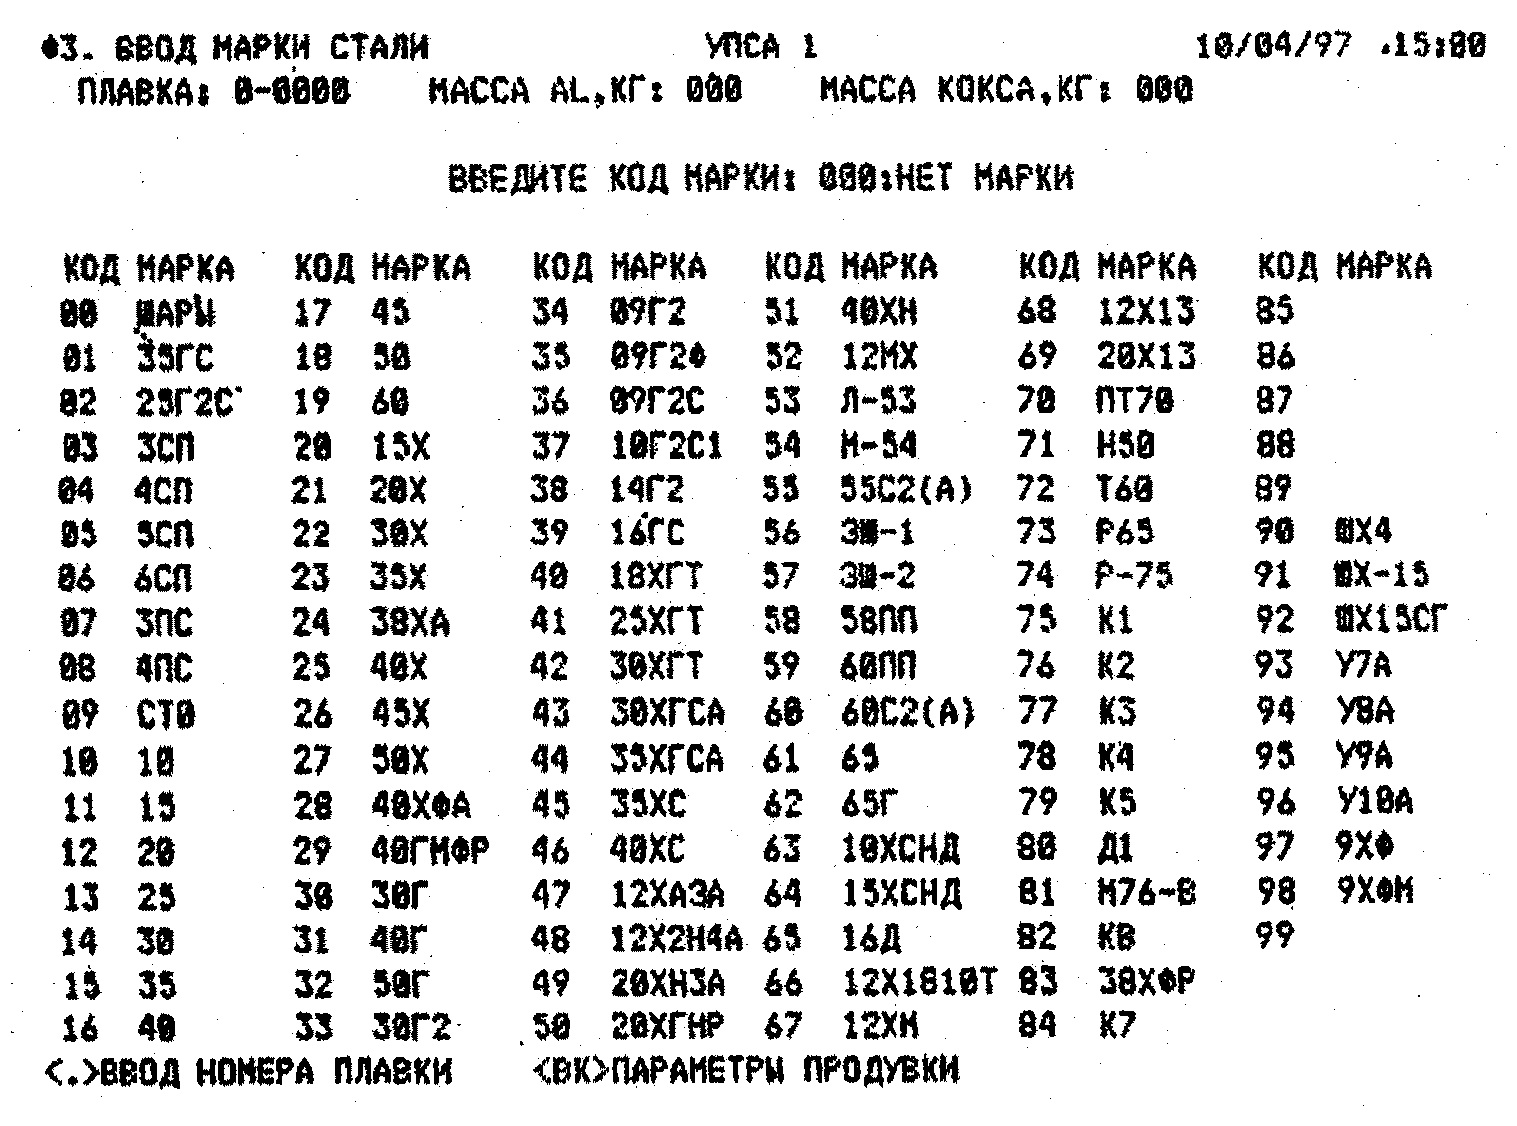 Ф3. ВВОД МАРКИ СТАЛИ УПСА 1 10/04/97 .15:00
ПЛАВКА: 0-0000 МАССА AL,КГ: 000 МАССА КОКСА,КГ: 000
ВВЕДИТЕ КОД МАРКИ: 000:НЕТ МАРКИ
КОД МАРКА КОД МАРКА КОД МАРКА КОД МАРКА КОД МАРКА КОД МАРКА
00 ШАРЫ 17 45 34 09Г2 51 40ХН 68 12Х13 85
01 35ГС 18 50 35 09Г2Ф 52 12МХ 69 20Х13 86
02 25Г2С 19 60 36 09Г2С 53 Л-53 70 ПТ70 87
03 3СП 20 15Х 37 10Г2С1 54 М-54 71 Н50 88
04 4СП 21 20Х 38 14Г2 55 55С2(А) 72 Т60 89
05 5СП 22 30Х 39 16ГС 56 ЭШ-1 73 Р65 90 ШХ4
06 6СП 23 35Х 40 18ХГТ 57 ЭШ-2 74 Р-75 91 ШХ-15
07 3ПС 24 38ХА 41 25ХГТ 58 58ПП 75 К1 92 ШХ15СГ
08 4ПС 25 40Х 42 30ХГТ 59 60ПП 76 К2 93 У7А
09 СТ0 26 45Х 43 30ХГСА 60 60С2(А) 77 К3 94 У8А
10 10 27 50Х 44 35ХГСА 61 65 78 К4 95 У9А
11 15 28 40ХФА 45 35ХС 62 65Г 79 К5 96 У10А
12 20 29 40ГМФР 46 40ХС 63 10ХСНД 80 Д1 97 9ХФ
13 25 30 30Г 47 12ХАЗА 64 15ХСНД 81 М76-В 98 9ХФМ
14 30 31 40Г 48 12Х2Н4А 65 16Д 82 КВ 99
15 35 32 50Г 49 20ХН3А 66 12Х1810Т 83 38ХФР
16 40 33 30Г2 50 20ХГНР 67 12ХМ 84 К7
<.>ВВОД НОМЕРА ПЛАВКИ <ВК>ПАРАМЕТРЫ ПРОДУВКИ